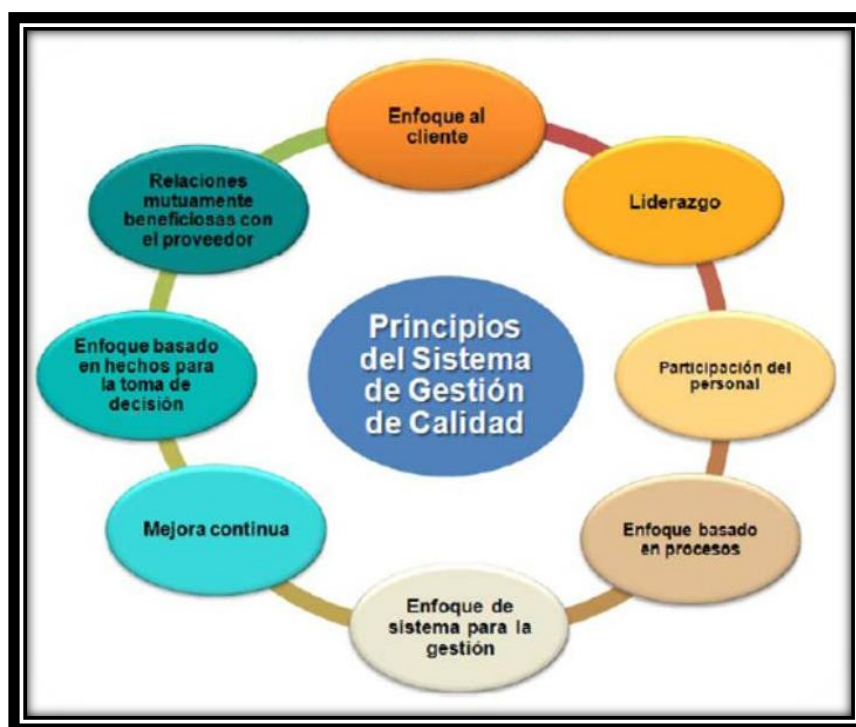 Enfoque al
cliente
Liderazgo
Participación del
personal
Enfoque basado
en procesos
Enfoque de
sistema para la
gestión
Mejora continua
Enfoque basado
en hechos para
la toma de
decisión
Relaciones
mutuamente
beneficiosas con
el proveedor
Principios
del Sistema
de Gestión
de Calidad